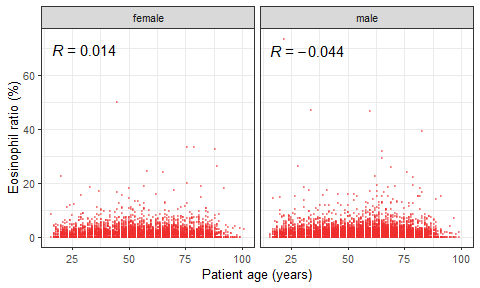 female
male
R = 0.014
R = −0.044
Eosinophil ratio (%)
60
40
20
0
25
50
75
100
25
50
75
100
Patient age (years)